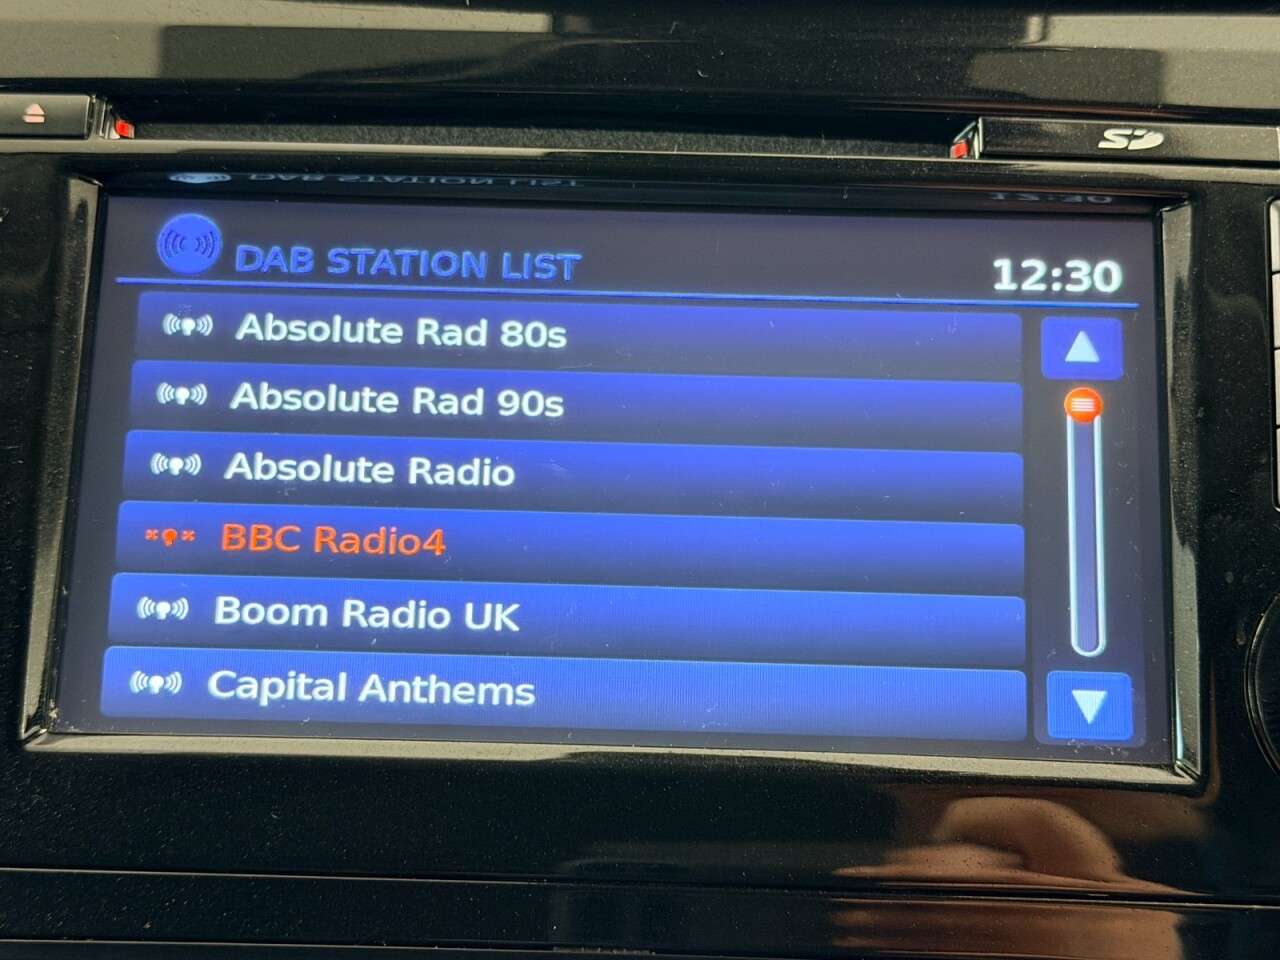 SD
DAB STATION LIST
12:30
Absolute Rad 80s
Absolute Rad 90s
Absolute Radio
BBC Radio4
Boom Radio UK
Capital Anthems